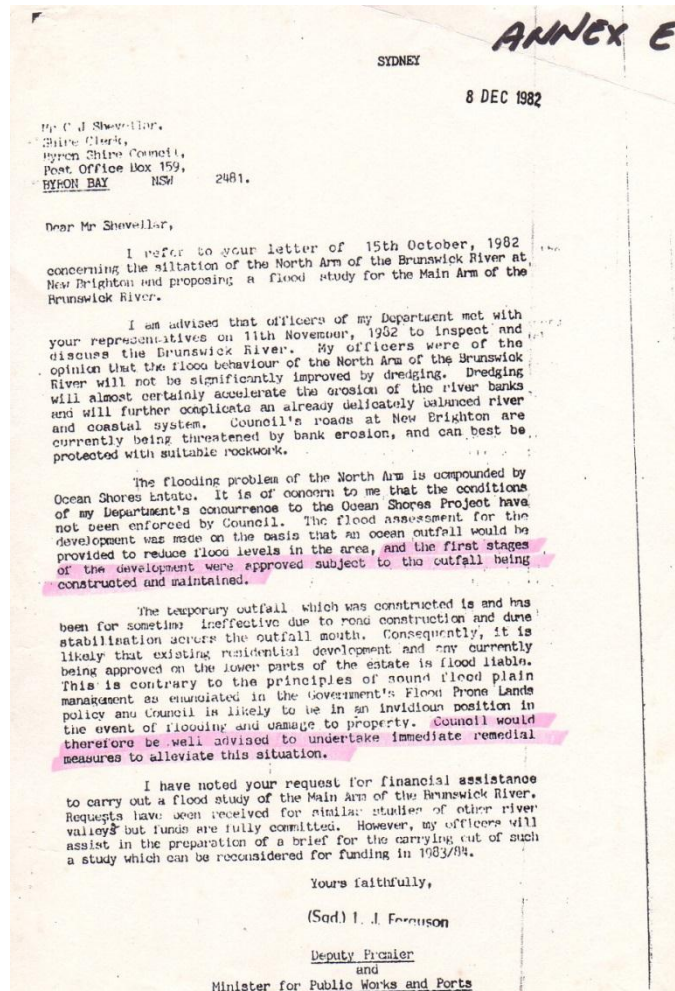 ANNEX E
SYDNEY
8 DEC 1982
Mr C J Shevellar,
Shire Clerk,
Byron Shire Council,
Post Office Box 159,
BYRON BAY NSW 2481.
Dear Mr Shevellar,
I refer to your letter of 15th October, 1982
concerning the siltation of the North Arm of the Brunswick River at
New Brighton and proposing a flood study for the Main Arm of the
Brunswick River.
I am advised that officers of my Department met with
your representatives on 11th November, 1982 to inspect and
discuss the Brunswick River. My officers were of the
opinion that the flood behaviour of the North Arm of the Brunswick
River will not be significantly improved by dredging. Dredging
will almost certainly accelerate the erosion of the river banks
and will further complicate an already delicately balanced river
and coastal system. Council's roads at New Brighton are
currently being threatened by bank erosion, and can best be
protected with suitable rockwork.
The flooding problem of the North Arm is compounded by
Ocean Shores Estate. It is of concern to me that the conditions
of my Department's concurrence to the Ocean Shores Project have
not been enforced by Council. The flood assessment for the
development was made on the basis that an ocean outfall would be
provided to reduce flood levels in the area, and the first stages
of the development were approved subject to the outfall being
constructed and maintained.
The temporary outfall which was constructed is and has
been for sometime ineffective due to road construction and dune
stabilisation across the outfall mouth. Consequently, it is
likely that existing residential development and any currently
being approved on the lower parts of the estate is flood liable.
This is contrary to the principles of sound flood plain
management as enunciated in the Government's Flood Prone Lands
policy and Council is likely to be in an invidious position in
the event of flooding and damage to property. Council would
therefore be well advised to undertake immediate remedial
measures to alleviate this situation.
I have noted your request for financial assistance
to carry out a flood study of the Main Arm of the Brunswick River.
Requests have been received for similar studies of other river
valleys but funds are fully committed. However, my officers will
assist in the preparation of a brief for the carrying out of such
a study which can be reconsidered for funding in 1983/84.
Yours faithfully,
(Sgd.) L. J. Ferguson
Deputy Premier
and
Minister for Public Works and Ports